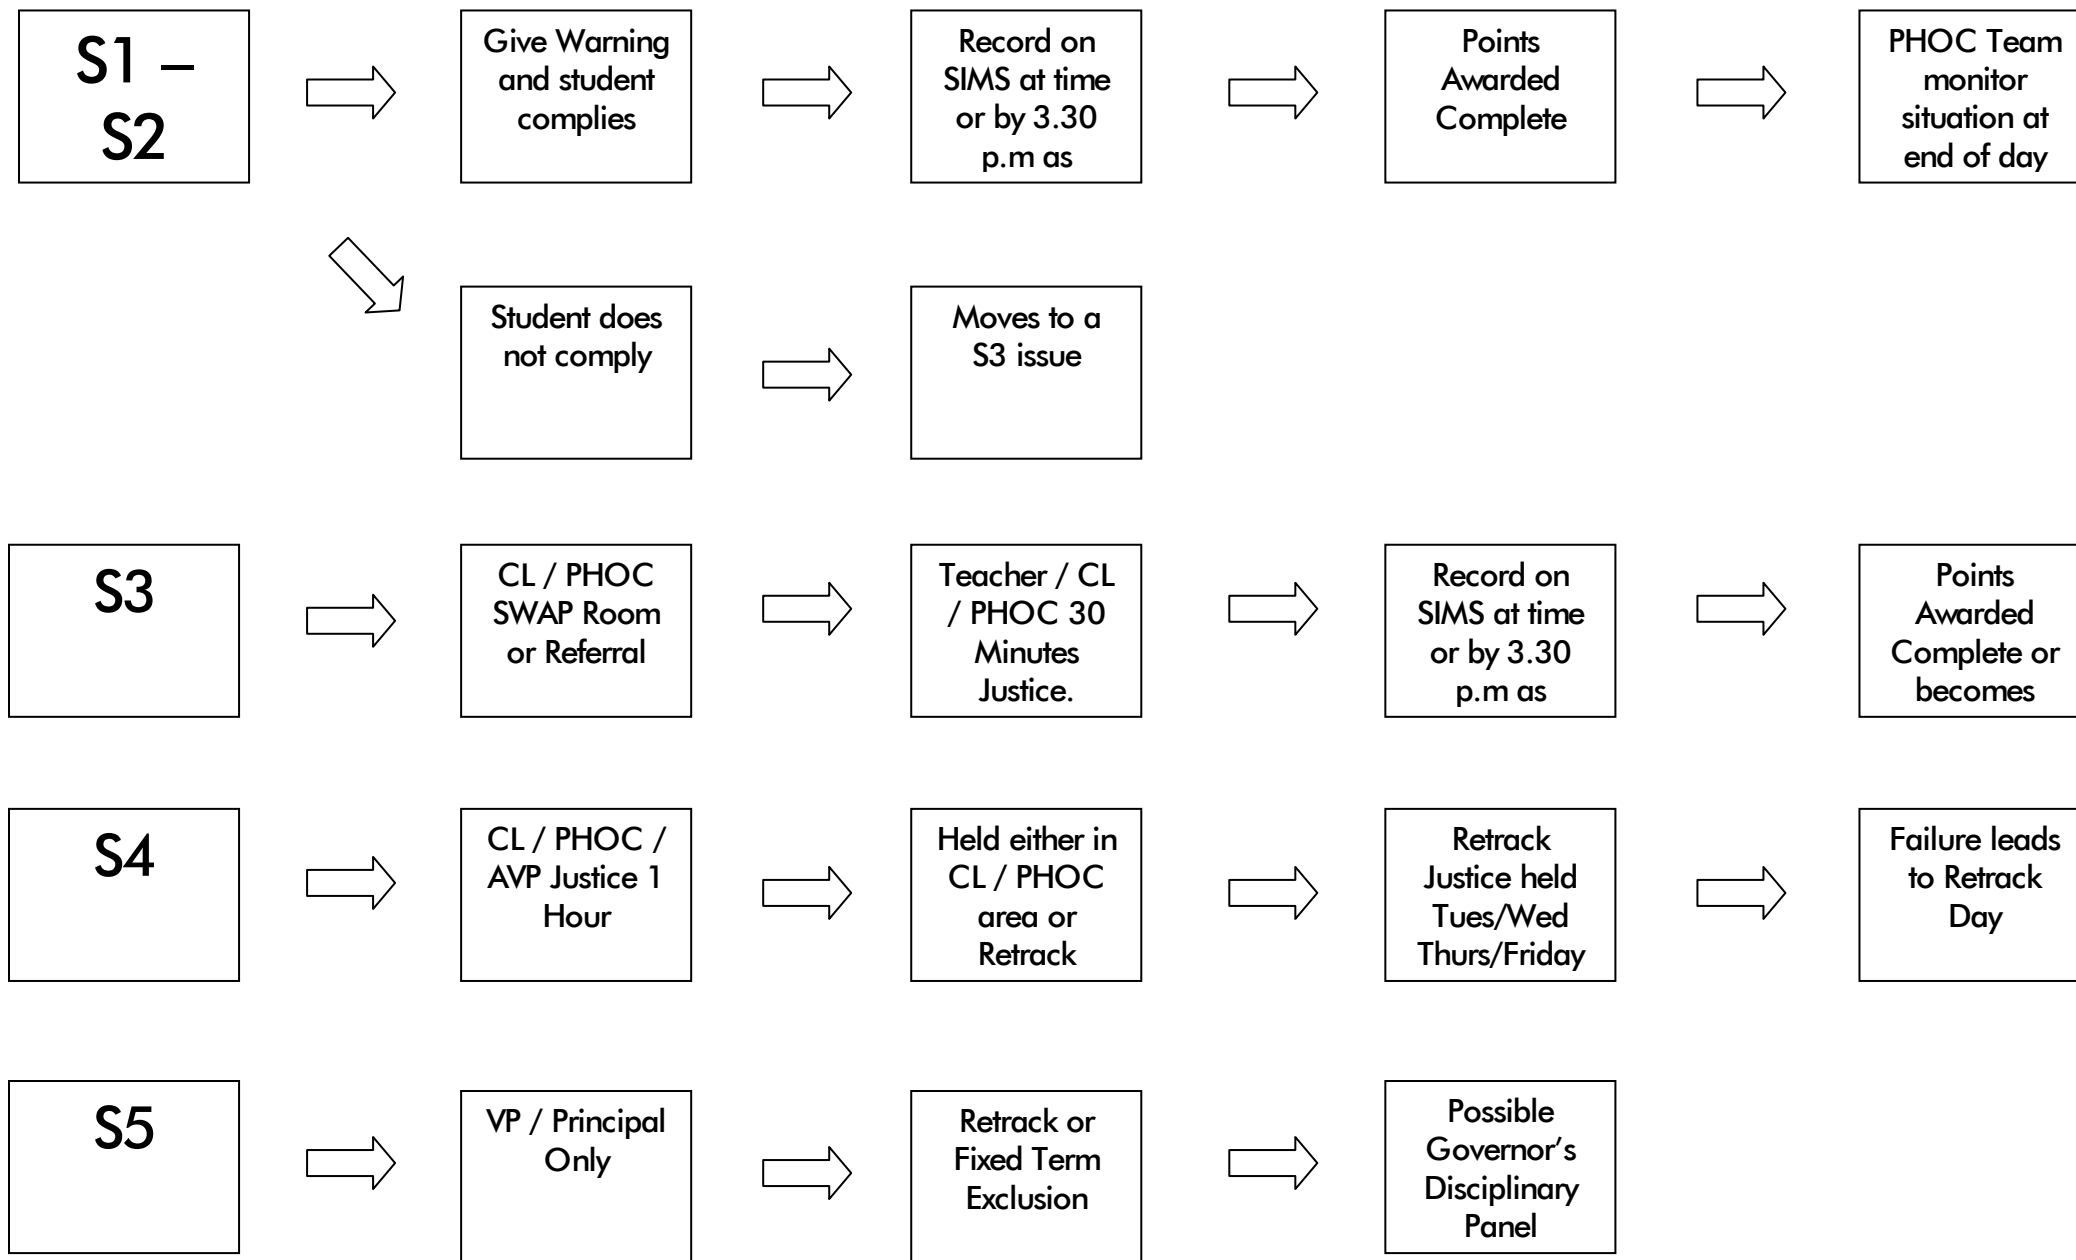 S1 –
S2
Give Warning
and student
complies
Record on
SIMS at time
or by 3.30
p.m as
Points
Awarded
Complete
PHOC Team
monitor
situation at
end of day
Student does
not comply
Moves to a
S3 issue
S3
CL / PHOC
SWAP Room
or Referral
Teacher / CL
/ PHOC 30
Minutes
Justice.
Record on
SIMS at time
or by 3.30
p.m as
Points
Awarded
Complete or
becomes
S4
CL / PHOC /
AVP Justice 1
Hour
Held either in
CL / PHOC
area or
Retrack
Retrack
Justice held
Tues/Wed
Thurs/Friday
Failure leads
to Retrack
Day
S5
VP / Principal
Only
Retrack or
Fixed Term
Exclusion
Possible
Governor’s
Disciplinary
Panel